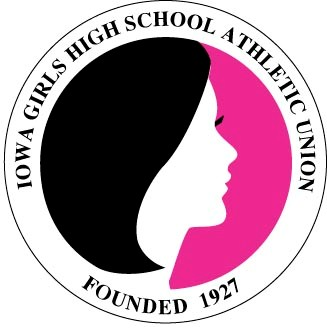 IOWA GIRLS HIGH SCHOOL ATHLETIC UNION
FOUNDED 1927